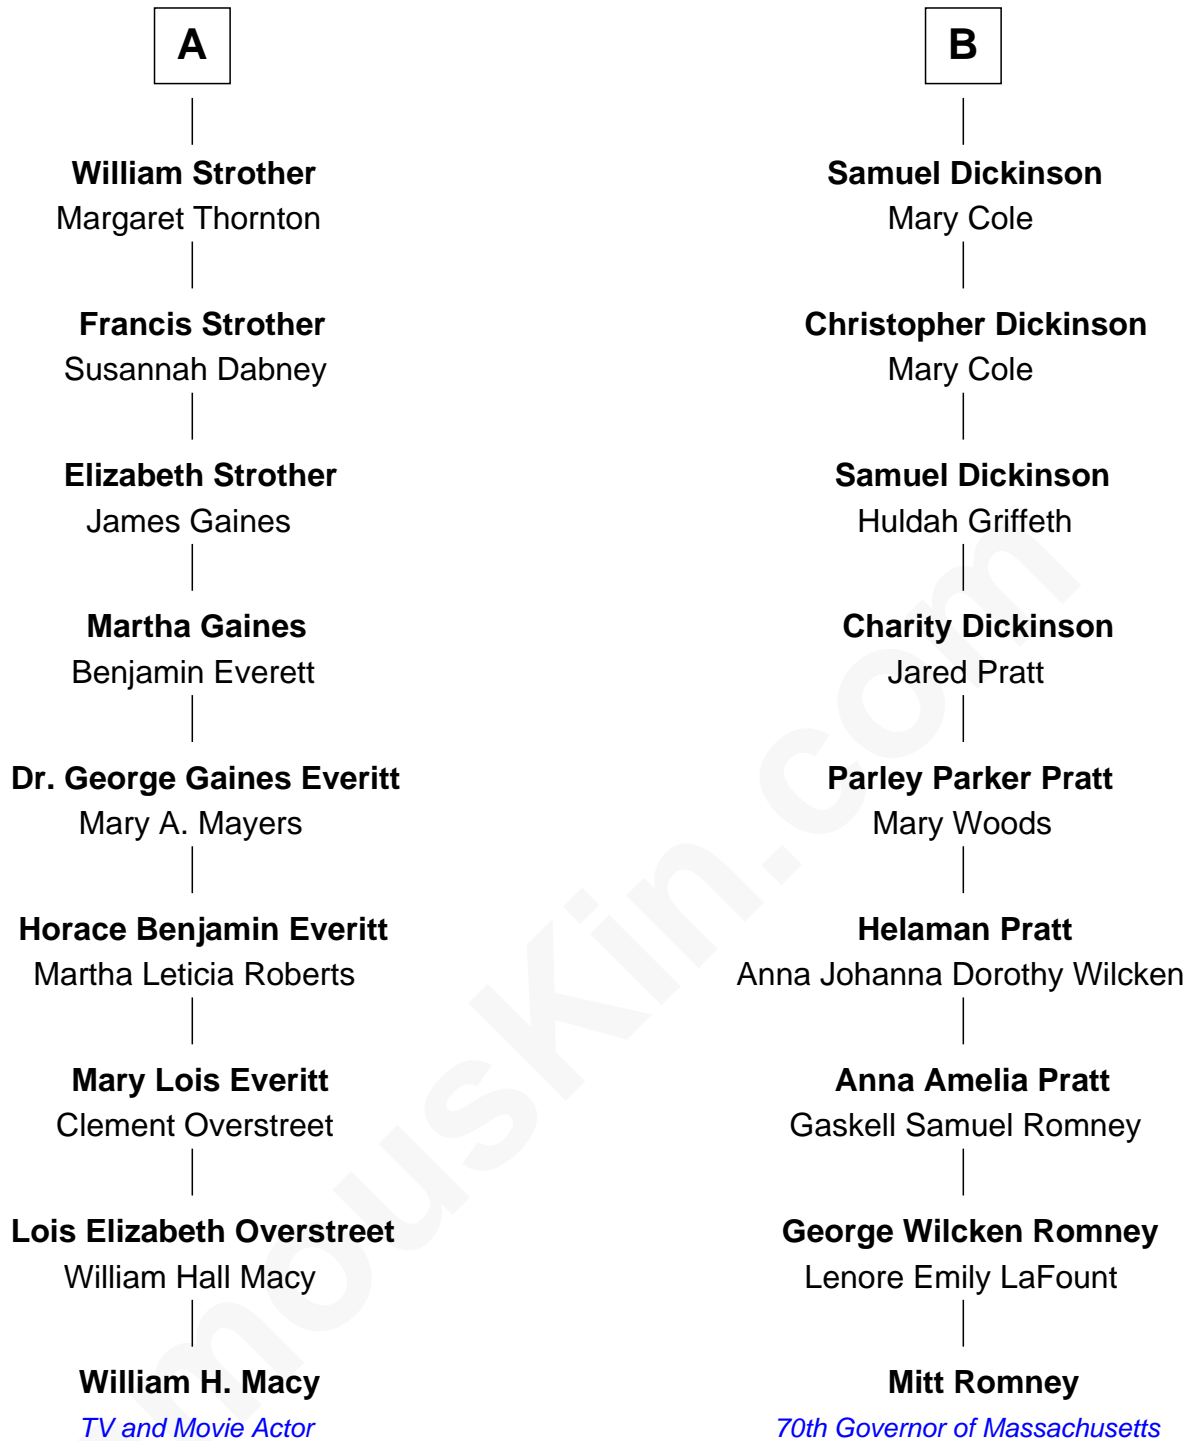 A
William Strother
Margaret Thornton
Francis Strother
Susannah Dabney
Elizabeth Strother
James Gaines
Martha Gaines
Benjamin Everett
Dr. George Gaines Everitt
Mary A. Mayers
Horace Benjamin Everitt
Martha Leticia Roberts
Mary Lois Everitt
Clement Overstreet
Lois Elizabeth Overstreet
William Hall Macy
William H. Macy
TV and Movie Actor
B
Samuel Dickinson
Mary Cole
Christopher Dickinson
Mary Cole
Samuel Dickinson
Huldah Griffeth
Charity Dickinson
Jared Pratt
Parley Parker Pratt
Mary Woods
Helaman Pratt
Anna Johanna Dorothy Wilcken
Anna Amelia Pratt
Gaskell Samuel Romney
George Wilcken Romney
Lenore Emily LaFount
Mitt Romney
70th Governor of Massachusetts
mousKin.com